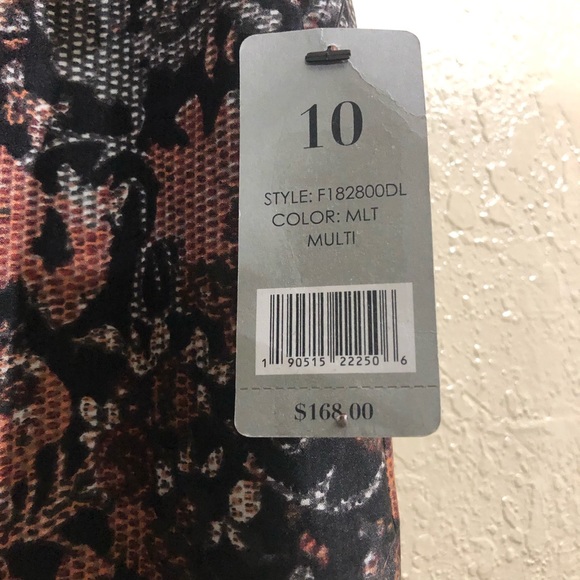 10
STYLE: F182800DL
COLOR: MLT
MULTI
1 90515 22250 6
$168.00